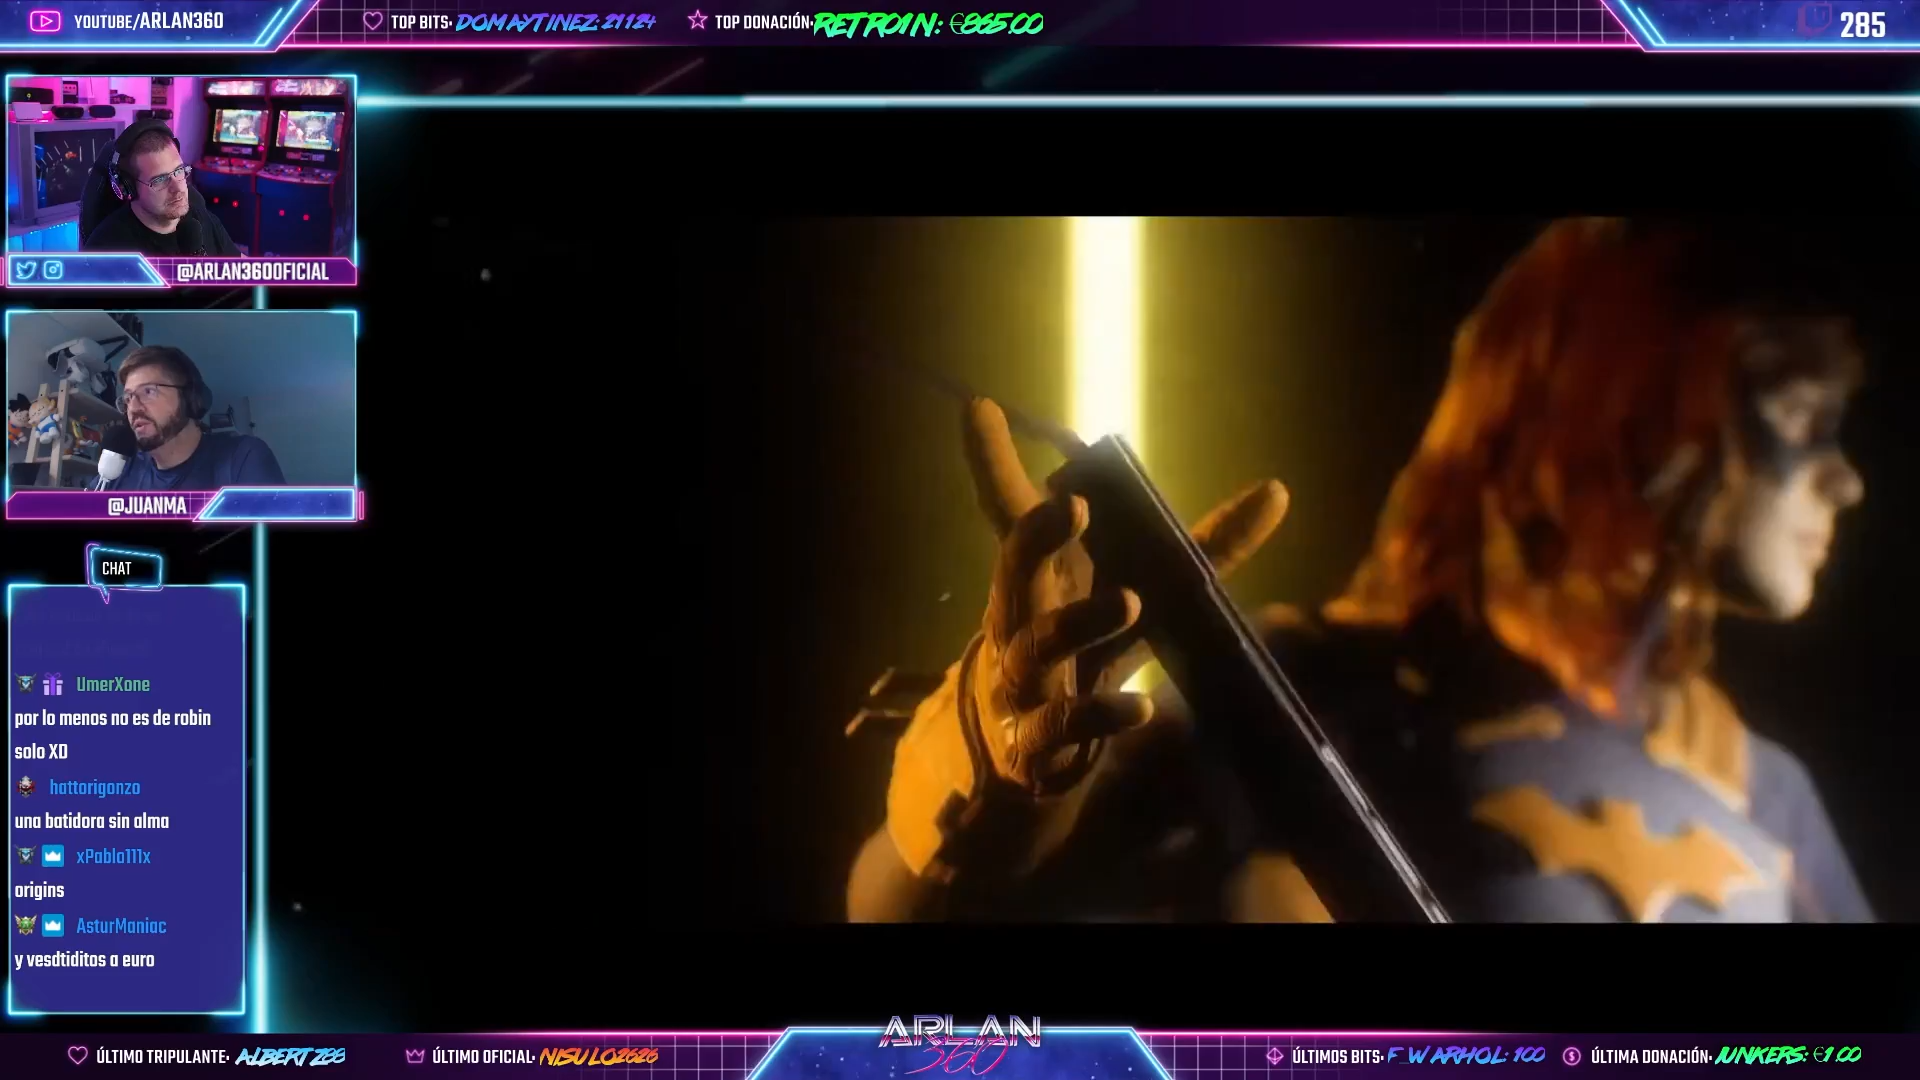 YOUTUBE/ARLAN360
TOP BITS: DOMAYTINEZ: 21124
TOP DONACIÓN: RETROIN: €865.00
285
@ARLAN360OFICIAL
@JUANMA
CHAT
UmerXone
por lo menos no es de robin
solo XD
hattorigonzo
una batidora sin alma
xPablo111x
origins
AsturManiac
y vesdtiditos a euro
ARLAN
360
ÚLTIMO TRIPULANTE: ALBERTZ88
ÚLTIMO OFICIAL: NISULO2626
ÚLTIMOS BITS: F_WARHOL: 100
ÚLTIMA DONACIÓN: JUNKERS: €1.00